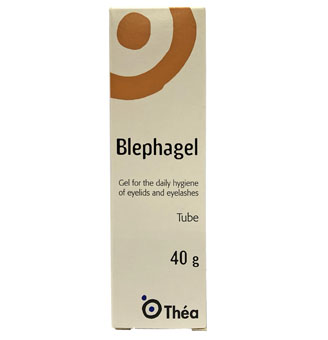 Blephagel
Gel for the daily hygiene
of eyelids and eyelashes
Tube
40 g
Théa